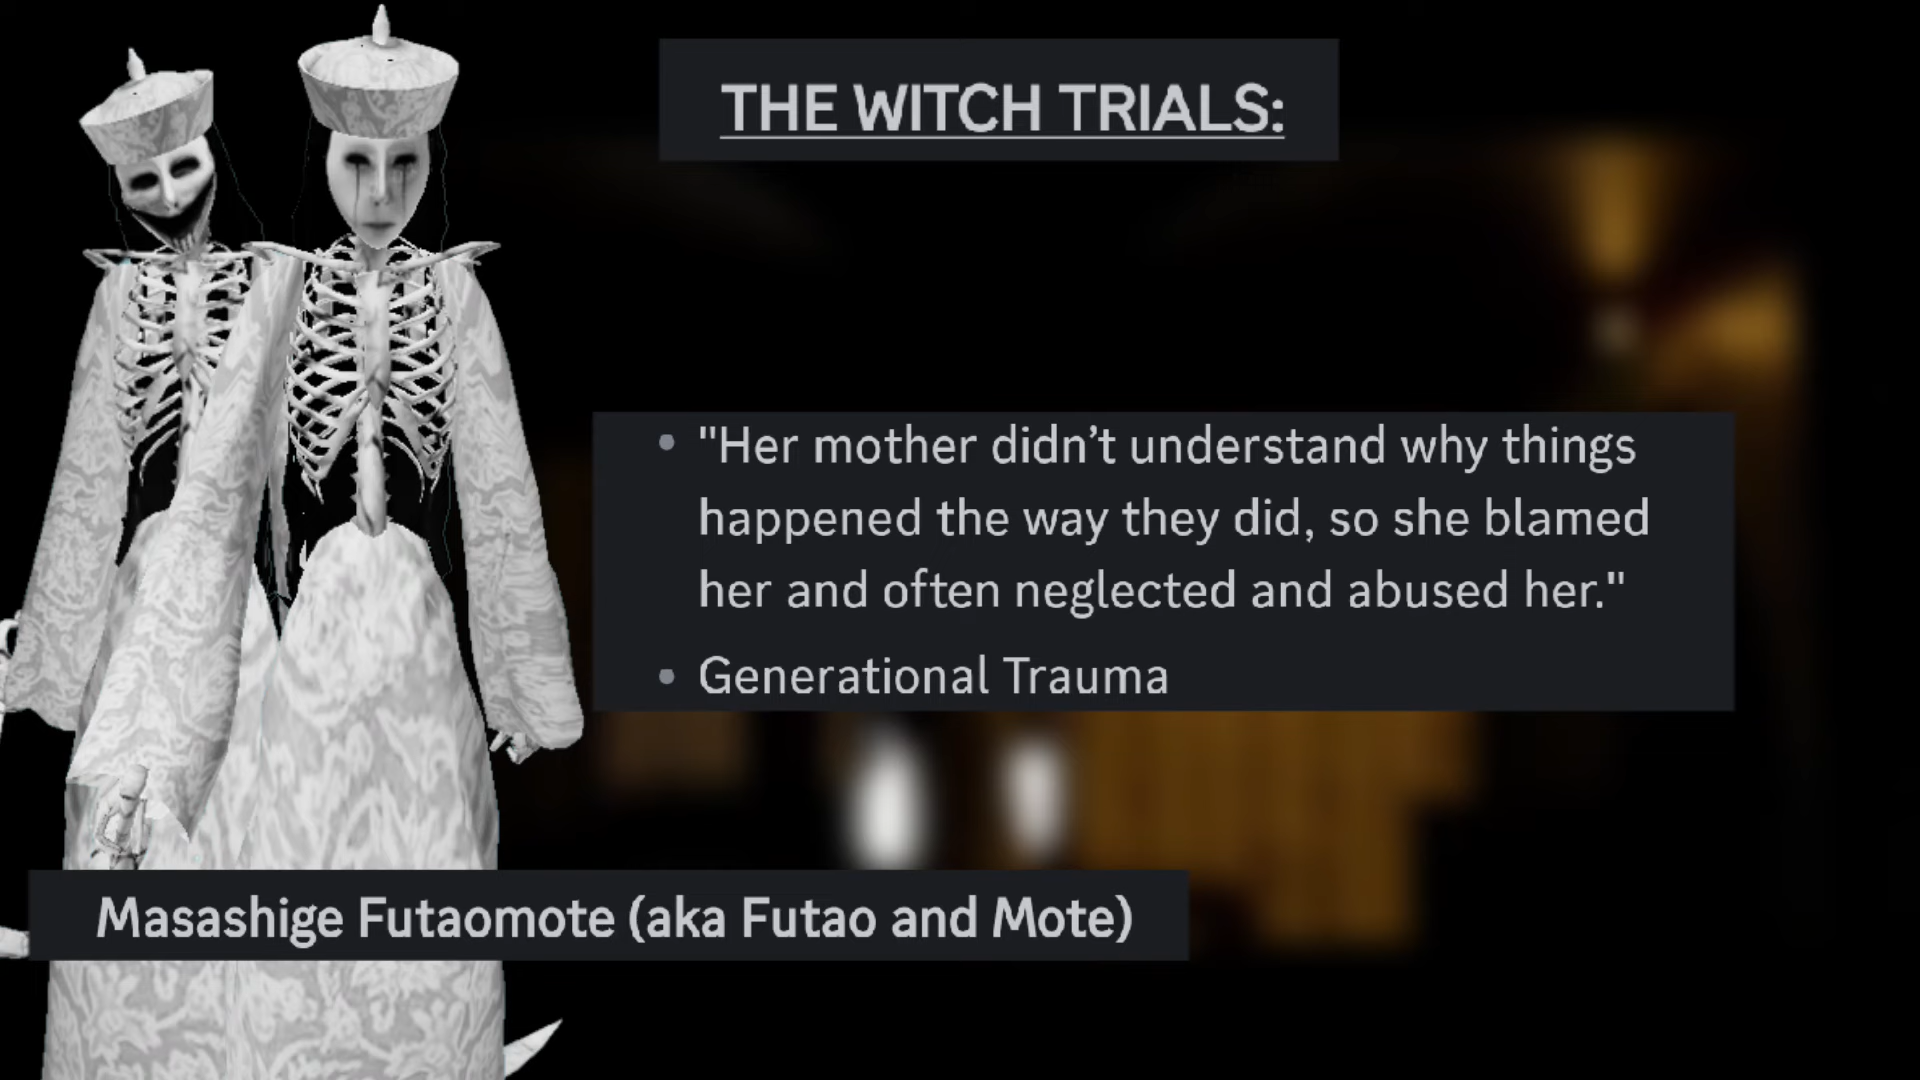 THE WITCH TRIALS:
• "Her mother didn’t understand why things
happened the way they did, so she blamed
her and often neglected and abused her."
• Generational Trauma
Masashige Futaomote (aka Futao and Mote)